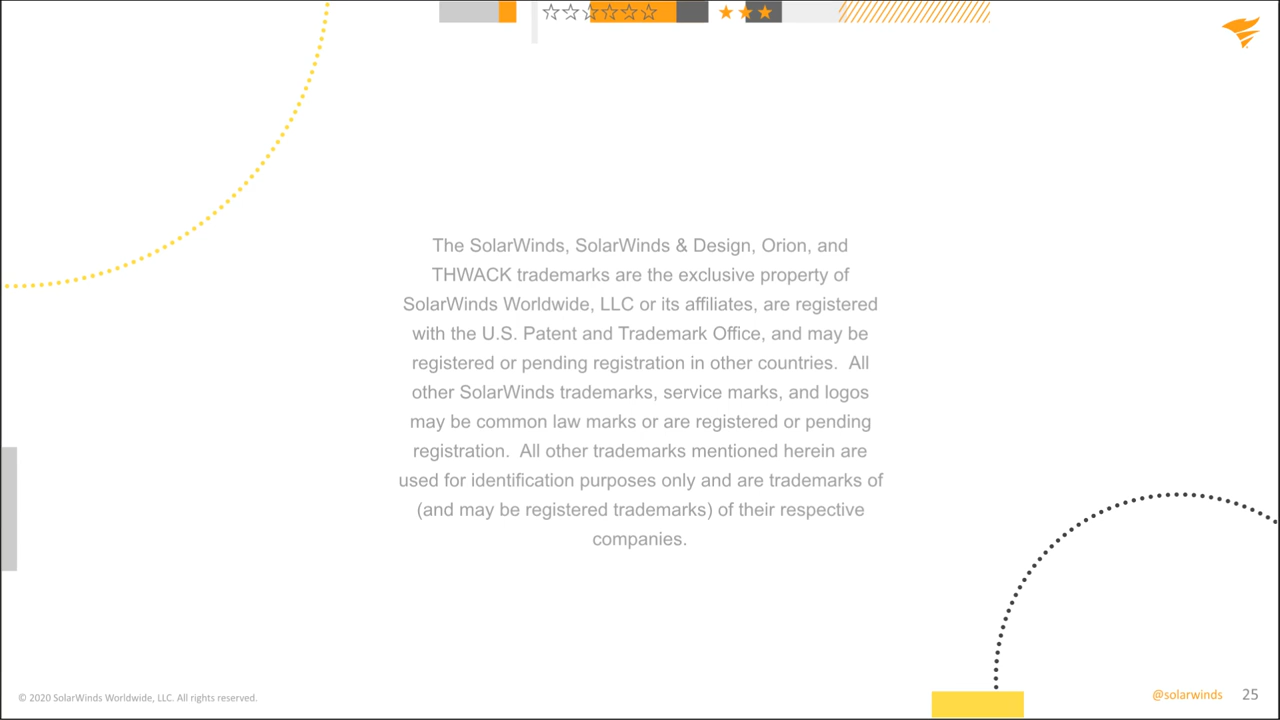 The SolarWinds, SolarWinds & Design, Orion, and
THWACK trademarks are the exclusive property of
SolarWinds Worldwide, LLC or its affiliates, are registered
with the U.S. Patent and Trademark Office, and may be
registered or pending registration in other countries.  All
other SolarWinds trademarks, service marks, and logos
may be common law marks or are registered or pending
registration.  All other trademarks mentioned herein are
used for identification purposes only and are trademarks of
(and may be registered trademarks) of their respective
companies.
© 2020 SolarWinds Worldwide, LLC. All rights reserved.
@solarwinds 25